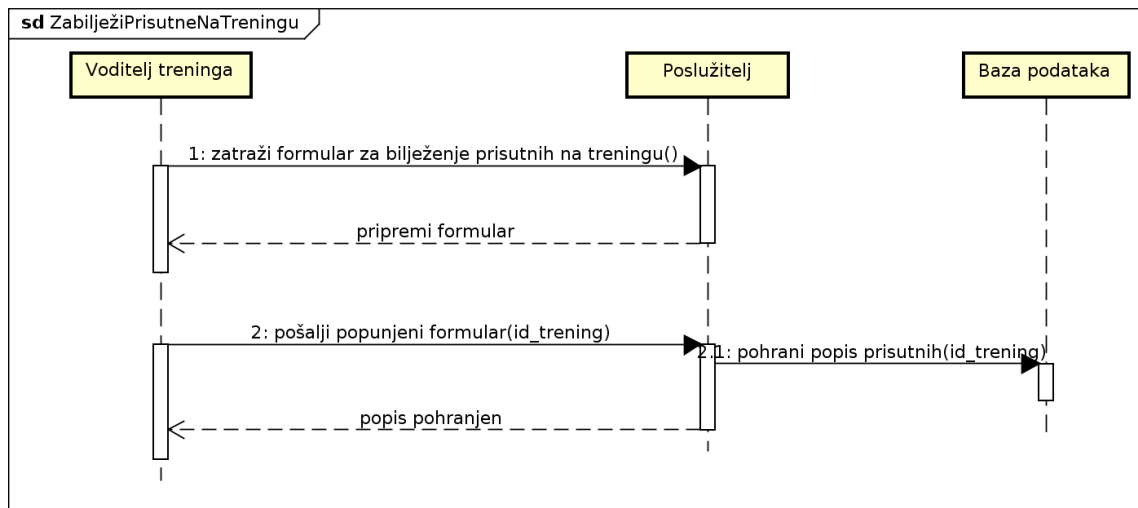 sd ZabilježiPrisutneNaTreningu
Voditelj treninga
Poslužitelj
Baza podataka
1: zatraži formular za bilježenje prisutnih na treningu()
pripremi formular
2: pošalji popunjeni formular(id_trening)
2.1: pohrani popis prisutnih(id_trening)
popis pohranjen